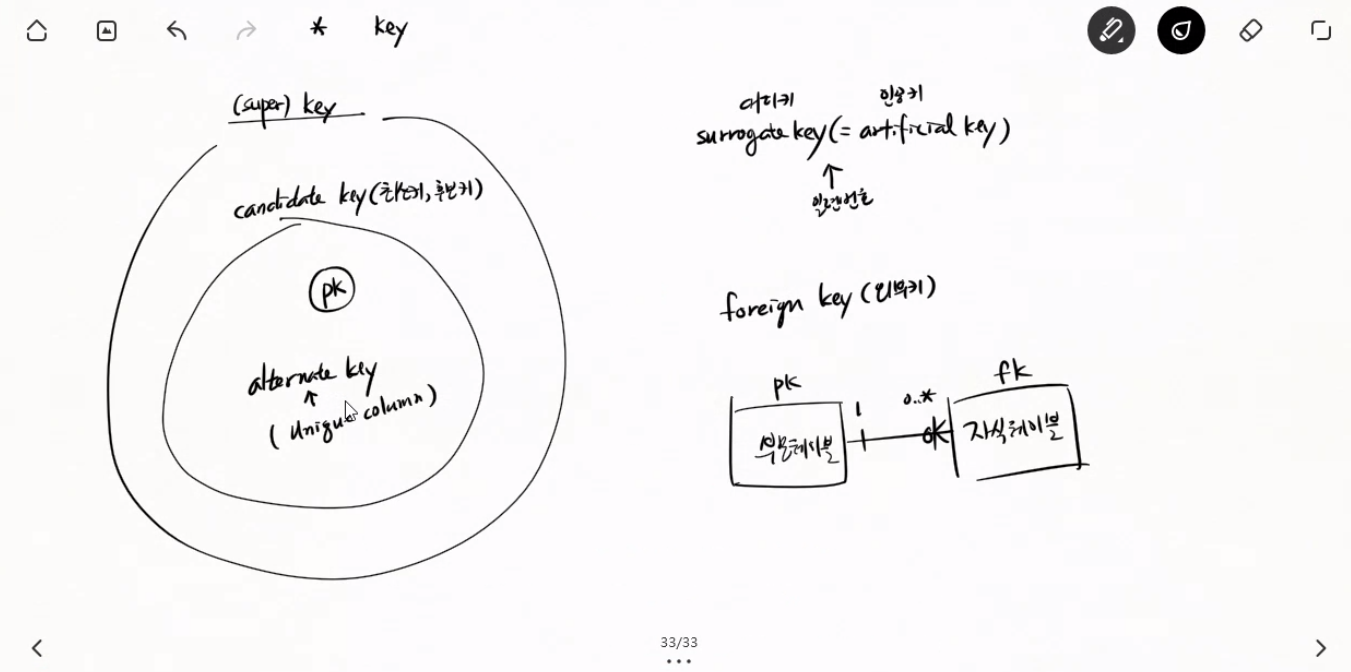 * key
(super) key
candidate key(최소키, 후보키)
pk
alternate key
↑
( unique column)
대리키 인공키
surrogate key(= artificial key)
↑
일련번호
foreign key (외부키)
pk
fk
1
0..*
부모테이블
자식테이블
33/33